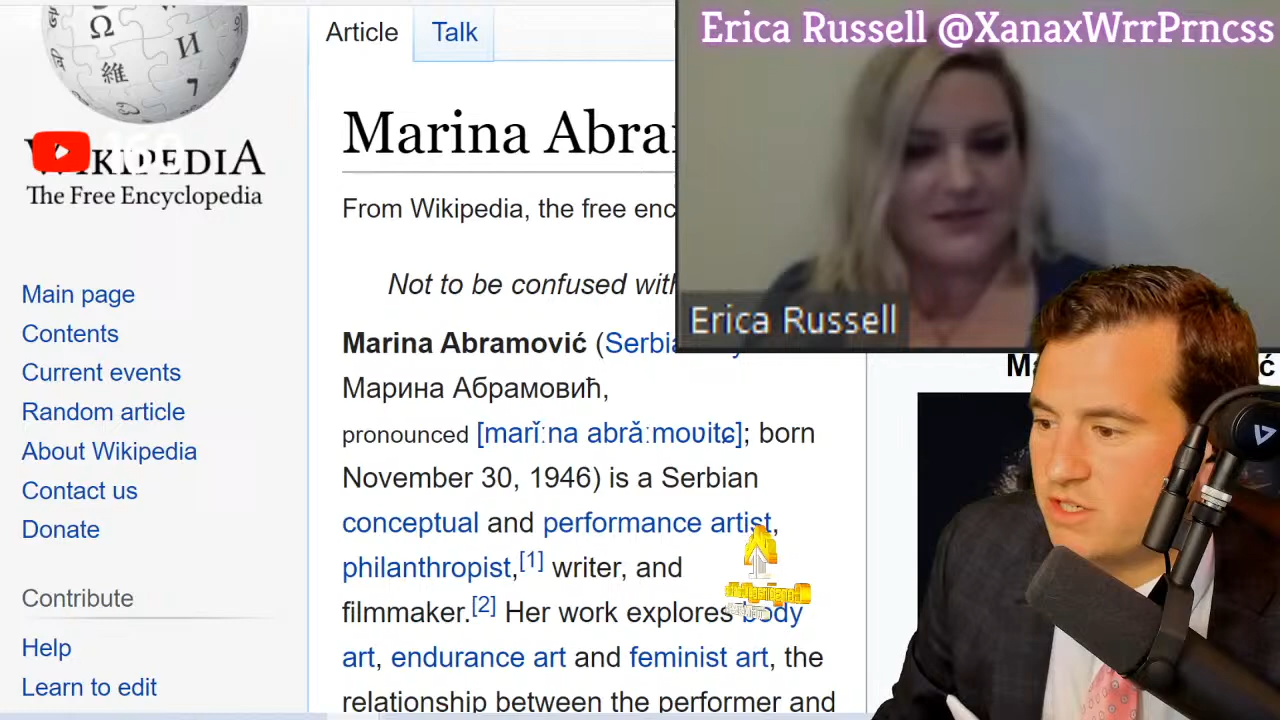 Article
Talk
Erica Russell @XanaxWrrPrncss
Ω
И
維
7
WIKIPEDIA
The Free Encyclopedia
Marina Abra
From Wikipedia, the free enc
Not to be confused with
Erica Russell
Main page
Contents
Current events
Random article
About Wikipedia
Contact us
Donate
Contribute
Help
Learn to edit
Marina Abramović (Serbia
Марина Абрамовић,
pronounced [marǐːna abrǎːmoʋitɕ]; born
November 30, 1946) is a Serbian
conceptual and performance artist,
philanthropist,[1] writer, and
filmmaker.[2] Her work explores body
art, endurance art and feminist art, the
relationship between the performer and